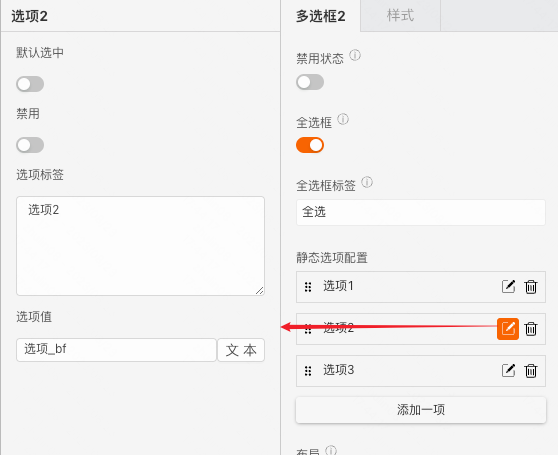 选项2
默认选中
禁用
选项标签
选项2
选项值
选项_bf
文本
多选框2
样式
禁用状态
全选框
全选框标签
全选
静态选项配置
选项1
选项2
选项3
添加一项
布局